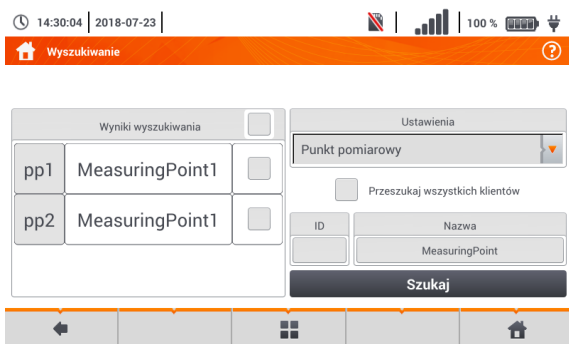 14:30:04 2018-07-23 100 %
Wyszukiwanie ?
Wyniki wyszukiwania
pp1 MeasuringPoint1
pp2 MeasuringPoint1
Ustawienia
Punkt pomiarowy
Przeszukaj wszystkich klientów
ID Nazwa
MeasuringPoint
Szukaj